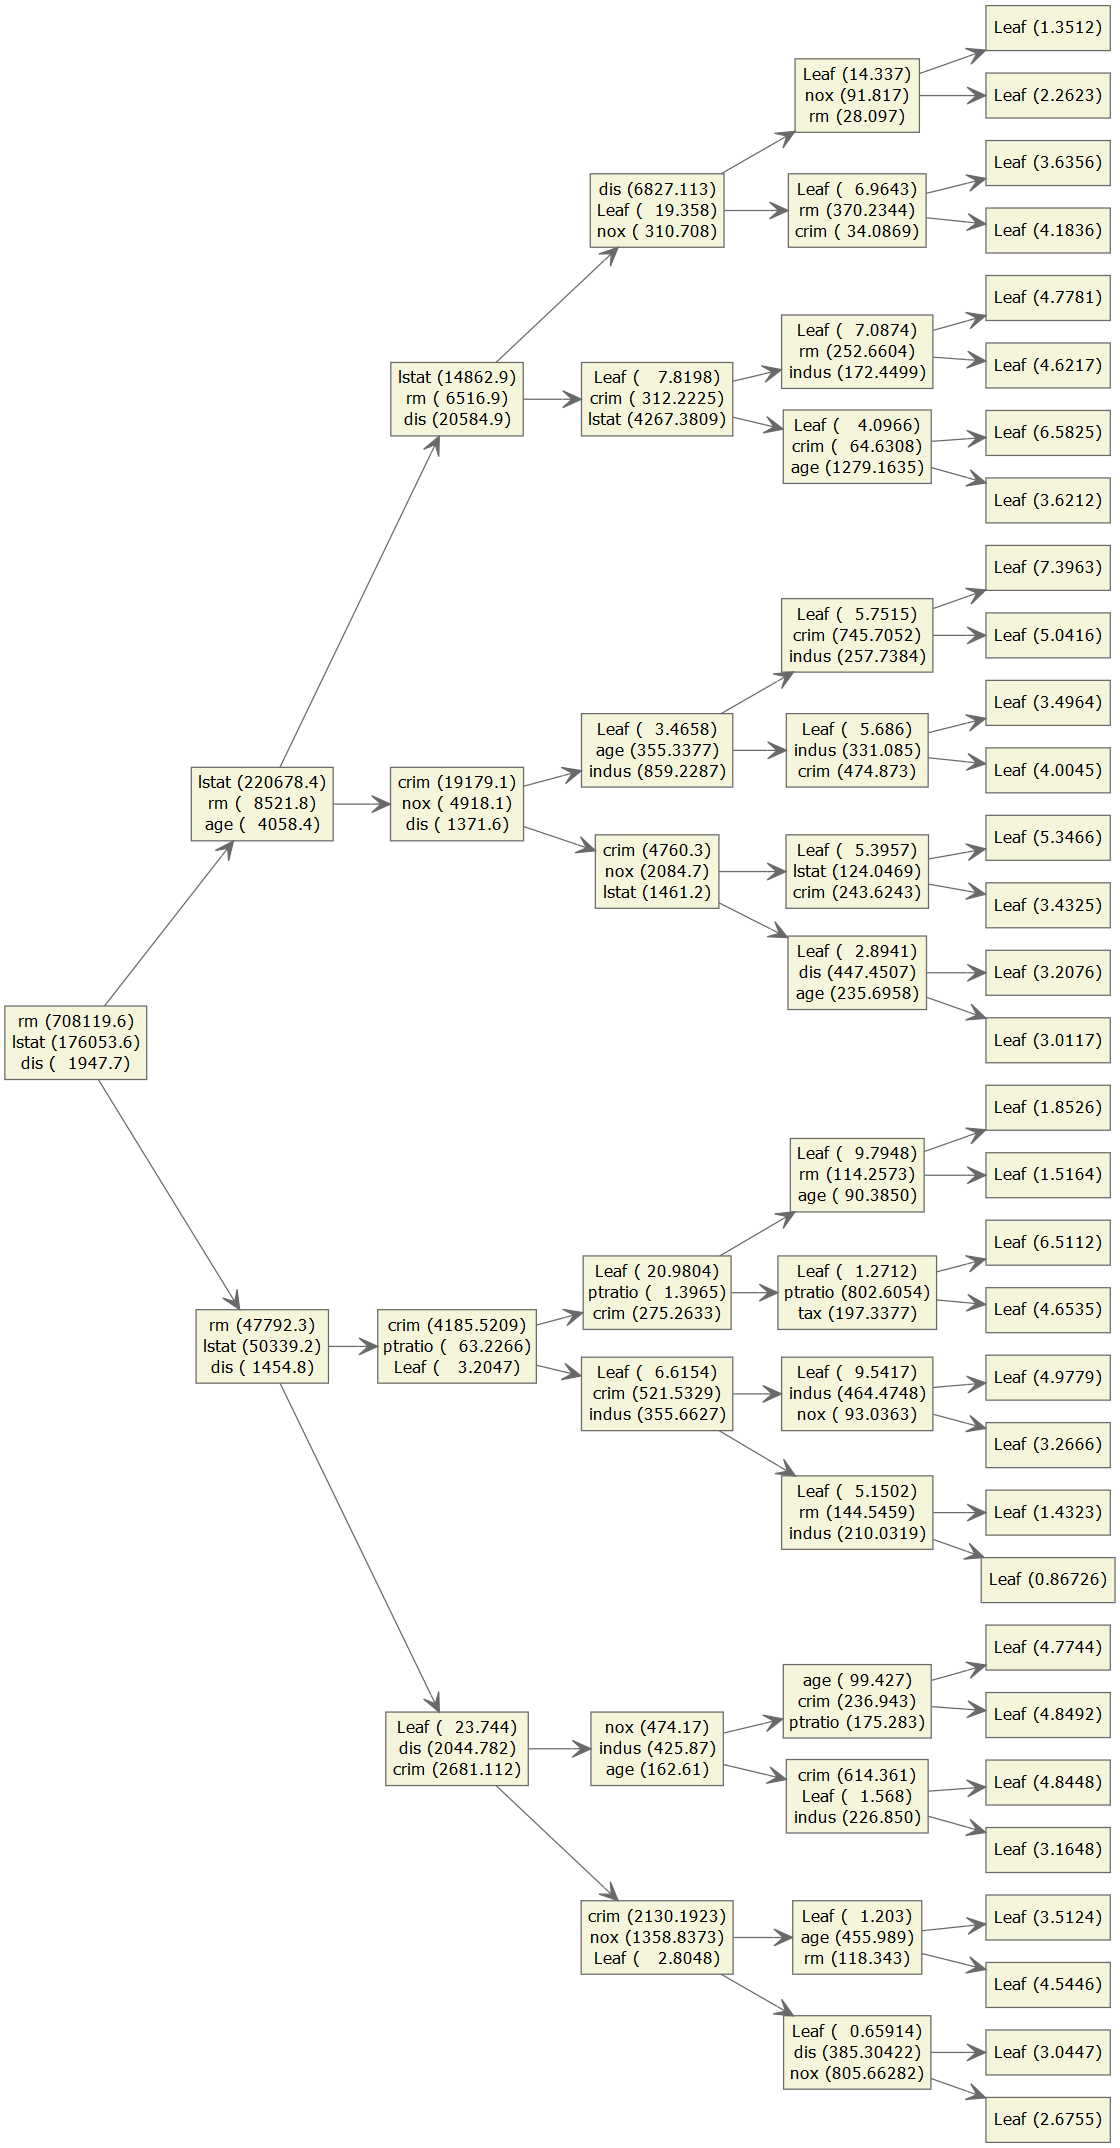 rm (708119.6)
lstat (176053.6)
dis (  1947.7)
lstat (220678.4)
rm (  8521.8)
age (  4058.4)
rm (47792.3)
lstat (50339.2)
dis ( 1454.8)
lstat (14862.9)
rm ( 6516.9)
dis (20584.9)
crim (19179.1)
nox ( 4918.1)
dis ( 1371.6)
crim (4185.5209)
ptratio (  63.2266)
Leaf (   3.2047)
Leaf (  23.744)
dis (2044.782)
crim (2681.112)
dis (6827.113)
Leaf (  19.358)
nox ( 310.708)
Leaf (   7.8198)
crim ( 312.2225)
lstat (4267.3809)
Leaf (  3.4658)
age (355.3377)
indus (859.2287)
crim (4760.3)
nox (2084.7)
lstat (1461.2)
Leaf ( 20.9804)
ptratio (  1.3965)
crim (275.2633)
Leaf (  6.6154)
crim (521.5329)
indus (355.6627)
nox (474.17)
indus (425.87)
age (162.61)
crim (2130.1923)
nox (1358.8373)
Leaf (   2.8048)
Leaf (14.337)
nox (91.817)
rm (28.097)
Leaf (  6.9643)
rm (370.2344)
crim ( 34.0869)
Leaf (  7.0874)
rm (252.6604)
indus (172.4499)
Leaf (   4.0966)
crim (  64.6308)
age (1279.1635)
Leaf (  5.7515)
crim (745.7052)
indus (257.7384)
Leaf (  5.686)
indus (331.085)
crim (474.873)
Leaf (  5.3957)
lstat (124.0469)
crim (243.6243)
Leaf (  2.8941)
dis (447.4507)
age (235.6958)
Leaf (  9.7948)
rm (114.2573)
age ( 90.3850)
Leaf (  1.2712)
ptratio (802.6054)
tax (197.3377)
Leaf (  9.5417)
indus (464.4748)
nox ( 93.0363)
Leaf (  5.1502)
rm (144.5459)
indus (210.0319)
age ( 99.427)
crim (236.943)
ptratio (175.283)
crim (614.361)
Leaf (  1.568)
indus (226.850)
Leaf (  1.203)
age (455.989)
rm (118.343)
Leaf (  0.65914)
dis (385.30422)
nox (805.66282)
Leaf (1.3512)
Leaf (2.2623)
Leaf (3.6356)
Leaf (4.1836)
Leaf (4.7781)
Leaf (4.6217)
Leaf (6.5825)
Leaf (3.6212)
Leaf (7.3963)
Leaf (5.0416)
Leaf (3.4964)
Leaf (4.0045)
Leaf (5.3466)
Leaf (3.4325)
Leaf (3.2076)
Leaf (3.0117)
Leaf (1.8526)
Leaf (1.5164)
Leaf (6.5112)
Leaf (4.6535)
Leaf (4.9779)
Leaf (3.2666)
Leaf (1.4323)
Leaf (0.86726)
Leaf (4.7744)
Leaf (4.8492)
Leaf (4.8448)
Leaf (3.1648)
Leaf (3.5124)
Leaf (4.5446)
Leaf (3.0447)
Leaf (2.6755)